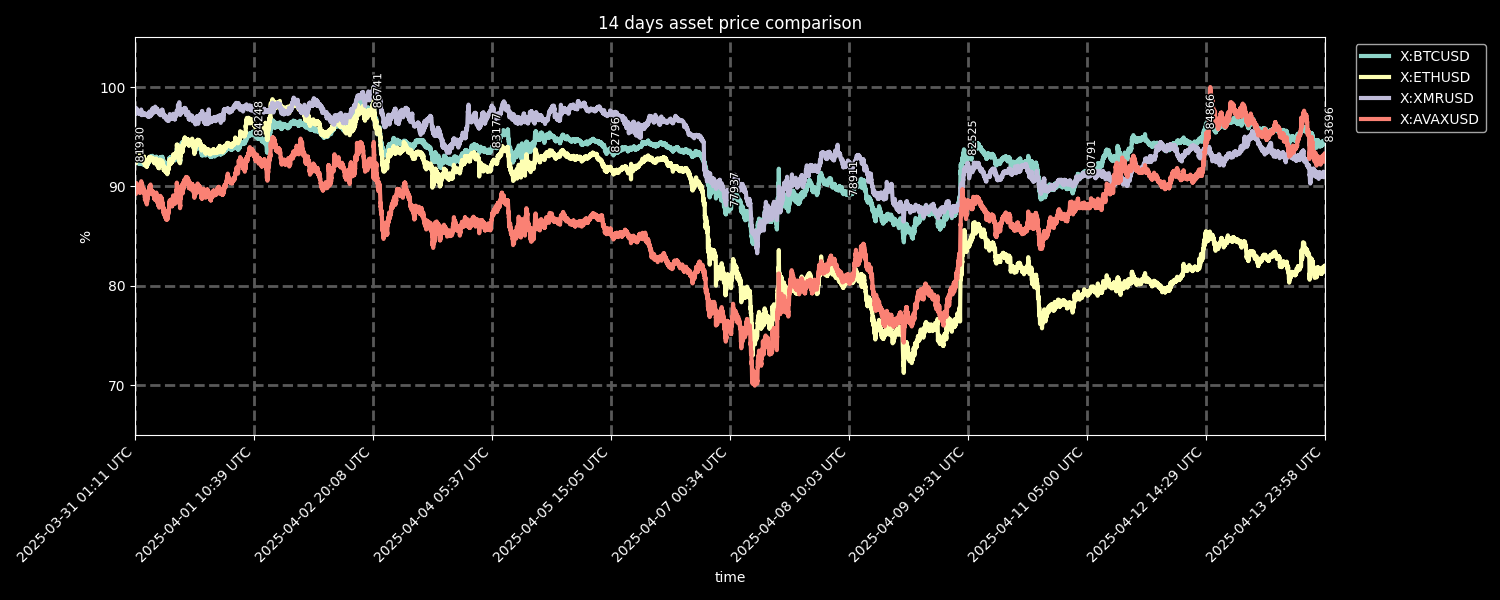 14 days asset price comparison
X:BTCUSD
X:ETHUSD
X:XMRUSD
X:AVAXUSD
100
90
80
70
%
81930
84248
86741
83177
82796
77937
78911
82525
80791
84866
83696
2025-03-31 01:11 UTC
2025-04-01 10:39 UTC
2025-04-02 20:08 UTC
2025-04-04 05:37 UTC
2025-04-05 15:05 UTC
2025-04-07 00:34 UTC
2025-04-08 10:03 UTC
2025-04-09 19:31 UTC
2025-04-11 05:00 UTC
2025-04-12 14:29 UTC
2025-04-13 23:58 UTC
time